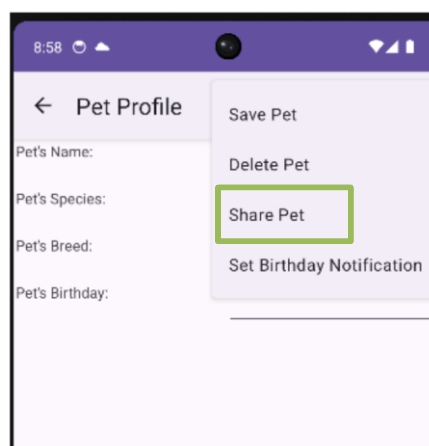 8:58
Pet Profile
Save Pet
Delete Pet
Share Pet
Set Birthday Notification
Pet's Name:
Pet's Species:
Pet's Breed:
Pet's Birthday: